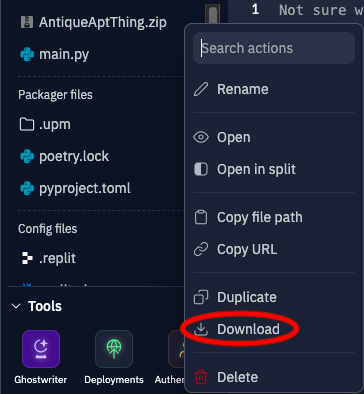 AntiqueAptThing.zip
main.py
Packager files
.upm
poetry.lock
pyproject.toml
Config files
.replit
Tools
Ghostwriter
Deployments
Authen
1 Not sure w
Search actions
Rename
Open
Open in split
Copy file path
Copy URL
Duplicate
Download
Delete